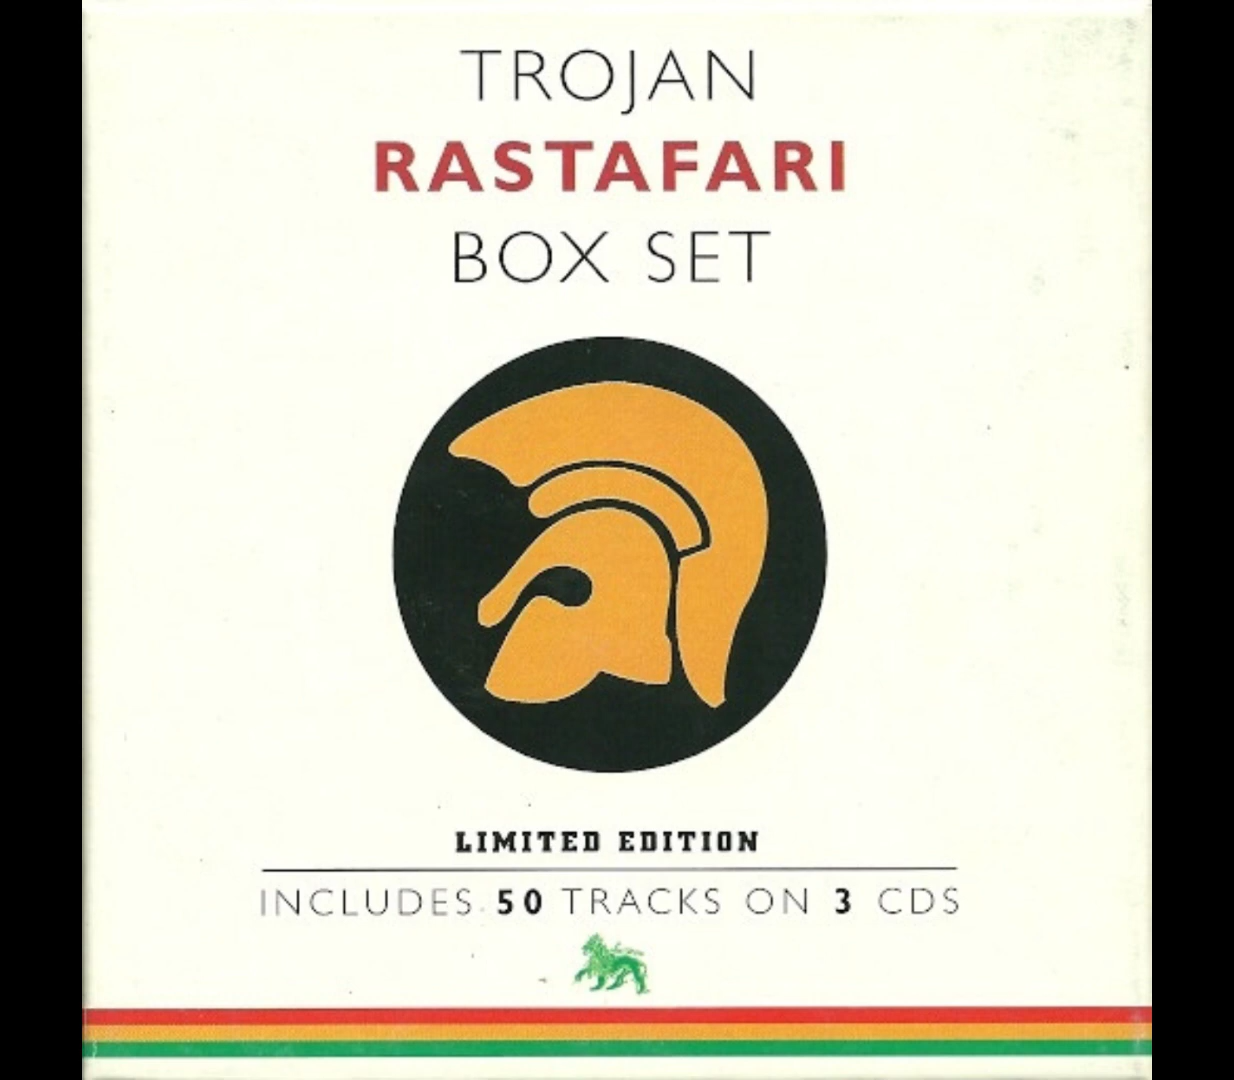 TROJAN
RASTAFARI
BOX SET
LIMITED EDITION
INCLUDES 50 TRACKS ON 3 CDS